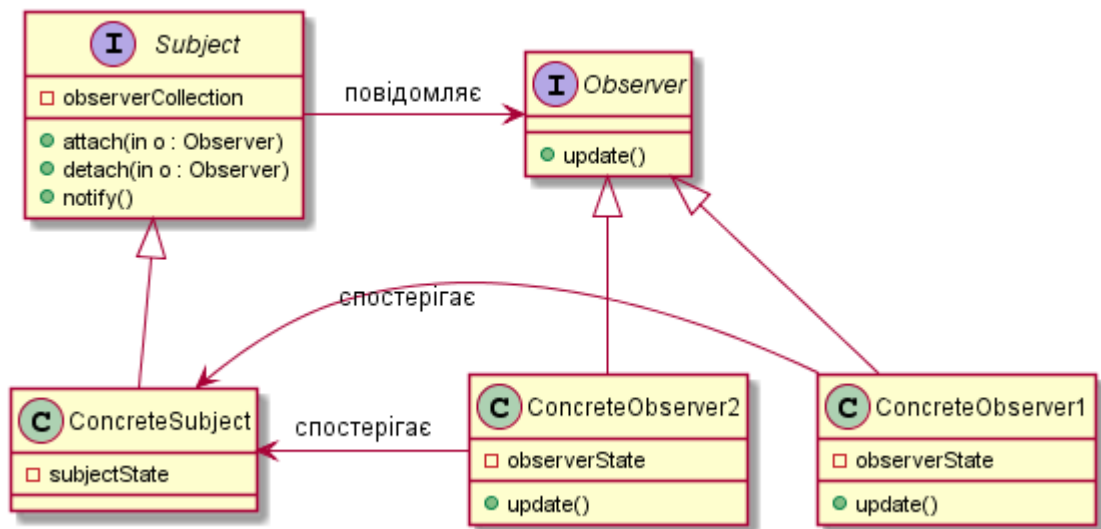 I Subject
observerCollection
attach(in o : Observer)
detach(in o : Observer)
notify()
повідомляє
I Observer
update()
спостерігає
C ConcreteSubject
subjectState
спостерігає
C ConcreteObserver2
observerState
update()
C ConcreteObserver1
observerState
update()